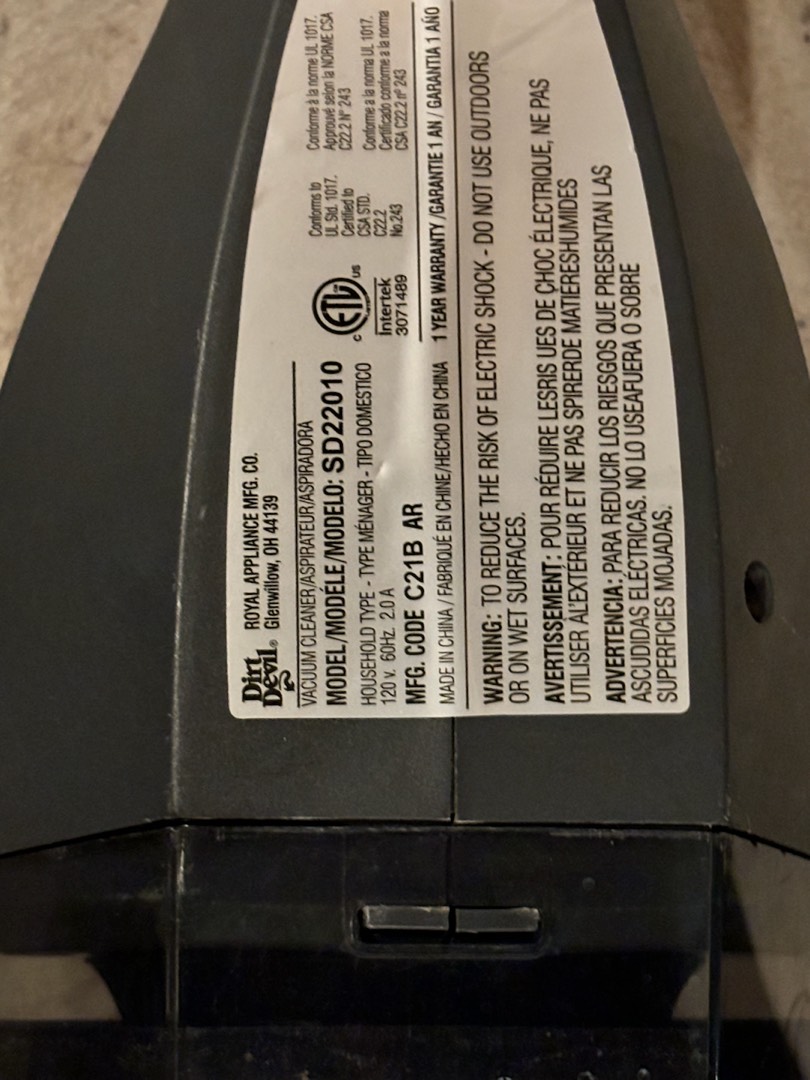 Dirt
Devil®
ROYAL APPLIANCE MFG. CO.
Glenwillow, OH 44139
VACUUM CLEANER/ASPIRATEUR/ASPIRADORA
MODEL/MODÉLE/MODELO: SD22010
HOUSEHOLD TYPE - TYPE MÉNAGER - TIPO DOMESTICO
120 v. 60Hz. 2.0 A
MFG. CODE C21B AR
MADE IN CHINA / FABRIQUÉ EN CHINE/HECHO EN CHINA
c ETL us
Intertek
3071489
Conforms to
UL Std. 1017.
Certified to
CSA STD.
C22.2
No.243
Conforme à la norme UL 1017.
Approuvé selon la NORME CSA
C22.2 N° 243
Conforme a la norma UL 1017.
Certificado conforme a la norma
CSA C22.2 nº 243
1 YEAR WARRANTY /GARANTIE 1 AN / GARANTIA 1 AÑO
WARNING: TO REDUCE THE RISK OF ELECTRIC SHOCK - DO NOT USE OUTDOORS
OR ON WET SURFACES.
AVERTISSEMENT: POUR RÉDUIRE LESRIS UES DE ÇHOC ÉLECTRIQUE, NE PAS
UTILISER AL'EXTÉRIEUR ET NE PAS SPIRERDE MATIERESHUMIDES
ADVERTENCIA: PARA REDUCIR LOS RIESGOS QUE PRESENTAN LAS
ASCUDIDAS ELÉCTRICAS. NO LO USEAFUERA O SOBRE
SUPERFICIES MOJADAS.